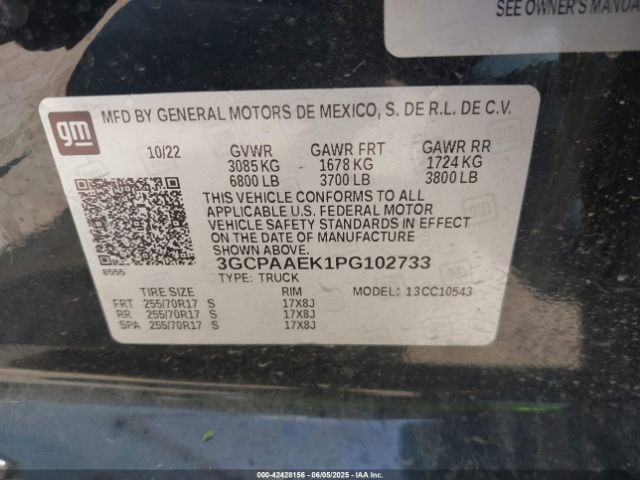 SEE OWNER'S MANUA
gm
MFD BY GENERAL MOTORS DE MEXICO, S. DE R.L. DE C.V.
10/22 GVWR GAWR FRT GAWR RR
3085 KG 1678 KG 1724 KG
6800 LB 3700 LB 3800 LB
THIS VEHICLE CONFORMS TO ALL
APPLICABLE U.S. FEDERAL MOTOR
VEHICLE SAFETY STANDARDS IN EFFECT
ON THE DATE OF MANUFACTURE
SHOWN ABOVE.
8555
3GCPAAEK1PG102733
TYPE: TRUCK
TIRE SIZE RIM MODEL: 13CC10543
FRT 255/70R17 S 17X8J
RR 255/70R17 S 17X8J
SPA 255/70R17 S 17X8J
IPP - 42428156 - 06/05/2025 - IAA Inc.